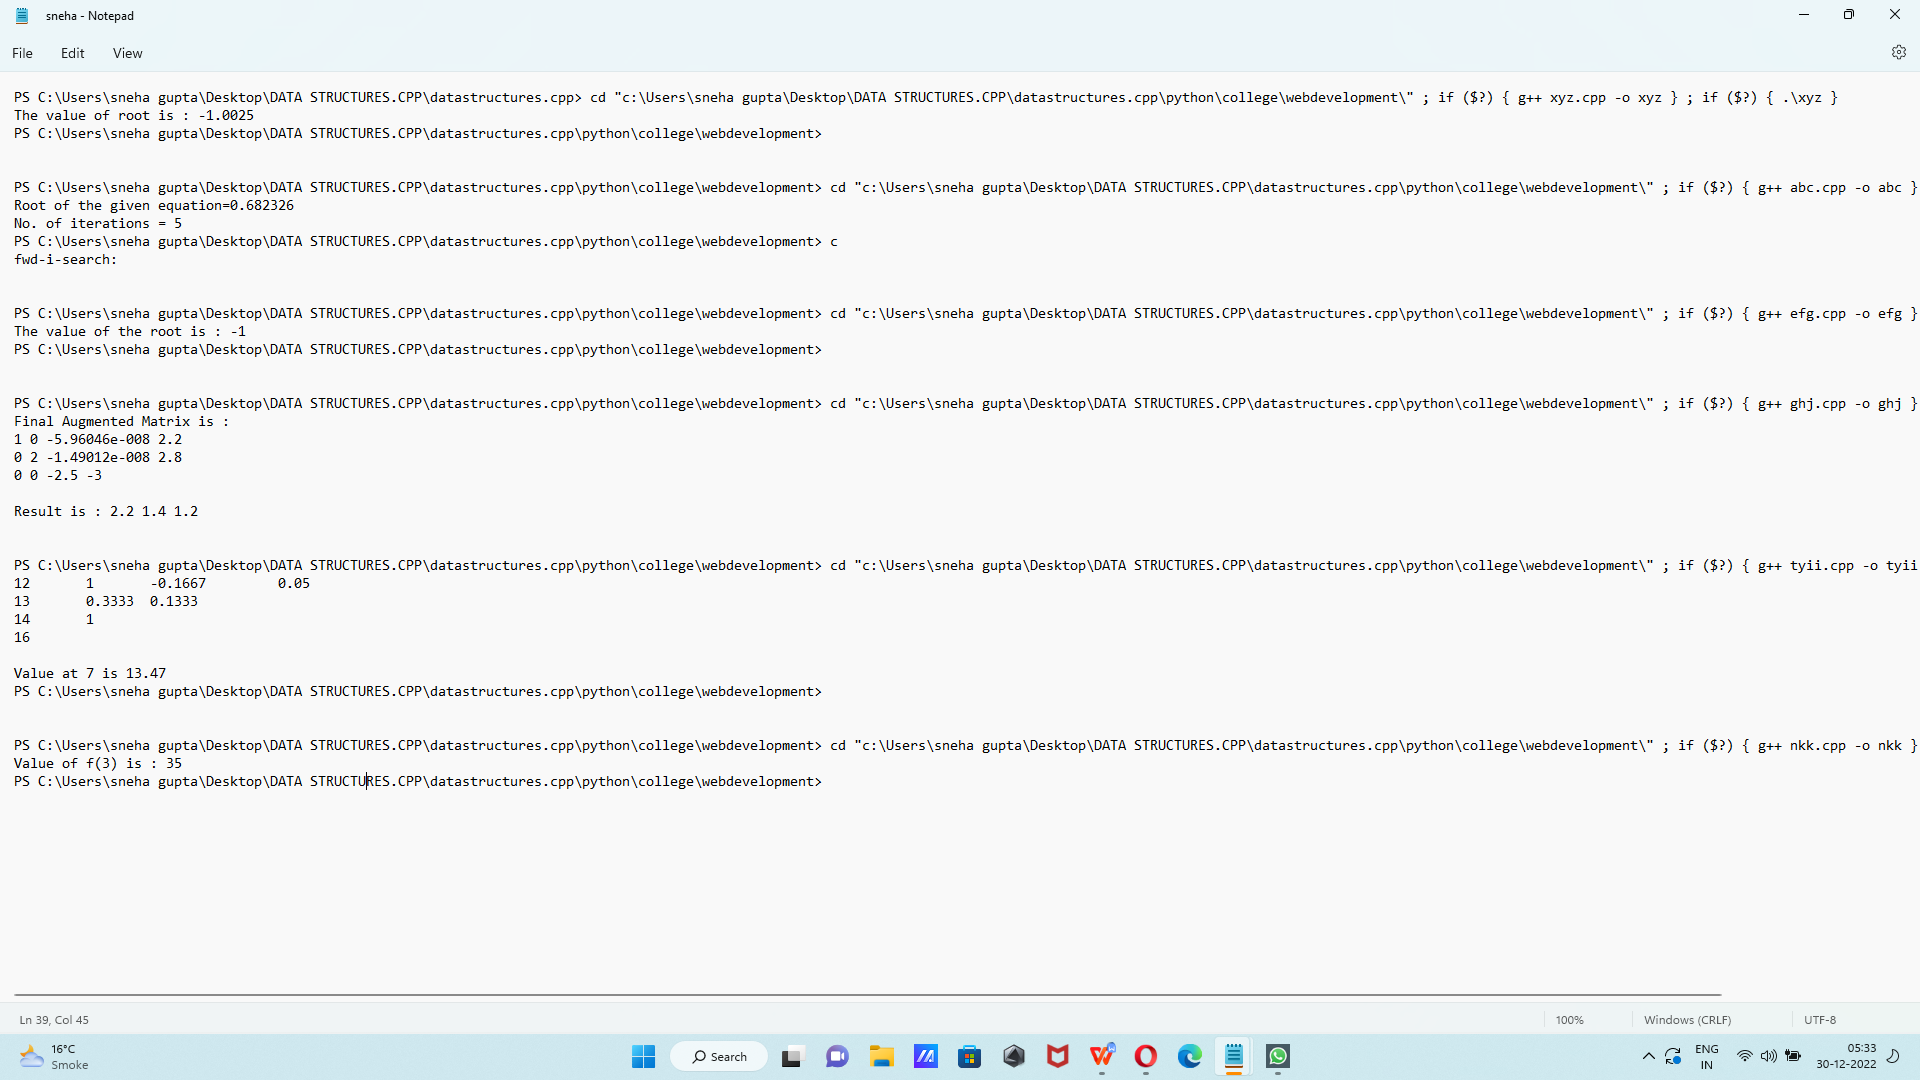 sneha - Notepad
File Edit View
PS C:\Users\sneha gupta\Desktop\DATA STRUCTURES.CPP\datastructures.cpp> cd "c:\Users\sneha gupta\Desktop\DATA STRUCTURES.CPP\datastructures.cpp\python\college\webdevelopment\" ; if ($?) { g++ xyz.cpp -o xyz } ; if ($?) { .\xyz }
The value of root is : -1.0025
PS C:\Users\sneha gupta\Desktop\DATA STRUCTURES.CPP\datastructures.cpp\python\college\webdevelopment>
PS C:\Users\sneha gupta\Desktop\DATA STRUCTURES.CPP\datastructures.cpp\python\college\webdevelopment> cd "c:\Users\sneha gupta\Desktop\DATA STRUCTURES.CPP\datastructures.cpp\python\college\webdevelopment\" ; if ($?) { g++ abc.cpp -o abc }
Root of the given equation=0.682326
No. of iterations = 5
PS C:\Users\sneha gupta\Desktop\DATA STRUCTURES.CPP\datastructures.cpp\python\college\webdevelopment> c
fwd-i-search:
PS C:\Users\sneha gupta\Desktop\DATA STRUCTURES.CPP\datastructures.cpp\python\college\webdevelopment> cd "c:\Users\sneha gupta\Desktop\DATA STRUCTURES.CPP\datastructures.cpp\python\college\webdevelopment\" ; if ($?) { g++ efg.cpp -o efg }
The value of the root is : -1
PS C:\Users\sneha gupta\Desktop\DATA STRUCTURES.CPP\datastructures.cpp\python\college\webdevelopment>
PS C:\Users\sneha gupta\Desktop\DATA STRUCTURES.CPP\datastructures.cpp\python\college\webdevelopment> cd "c:\Users\sneha gupta\Desktop\DATA STRUCTURES.CPP\datastructures.cpp\python\college\webdevelopment\" ; if ($?) { g++ ghj.cpp -o ghj }
Final Augmented Matrix is :
1 0 -5.96046e-008 2.2
0 2 -1.49012e-008 2.8
0 0 -2.5 -3
Result is : 2.2 1.4 1.2
PS C:\Users\sneha gupta\Desktop\DATA STRUCTURES.CPP\datastructures.cpp\python\college\webdevelopment> cd "c:\Users\sneha gupta\Desktop\DATA STRUCTURES.CPP\datastructures.cpp\python\college\webdevelopment\" ; if ($?) { g++ tyii.cpp -o tyii
12 1 -0.1667 0.05
13 0.3333 0.1333
14 1
16
Value at 7 is 13.47
PS C:\Users\sneha gupta\Desktop\DATA STRUCTURES.CPP\datastructures.cpp\python\college\webdevelopment>
PS C:\Users\sneha gupta\Desktop\DATA STRUCTURES.CPP\datastructures.cpp\python\college\webdevelopment> cd "c:\Users\sneha gupta\Desktop\DATA STRUCTURES.CPP\datastructures.cpp\python\college\webdevelopment\" ; if ($?) { g++ nkk.cpp -o nkk }
Value of f(3) is : 35
PS C:\Users\sneha gupta\Desktop\DATA STRUCTURES.CPP\datastructures.cpp\python\college\webdevelopment>
Ln 39, Col 45 100% Windows (CRLF) UTF-8
16°C
Smoke
Search
ENG
IN
05:33
30-12-2022